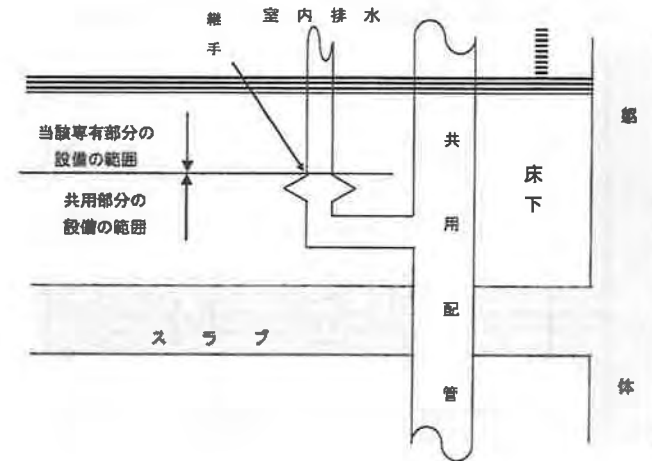 継手
室内排水
当該専有部分の
設備の範囲
共用部分の
設備の範囲
共用配管
床下
スラブ
体